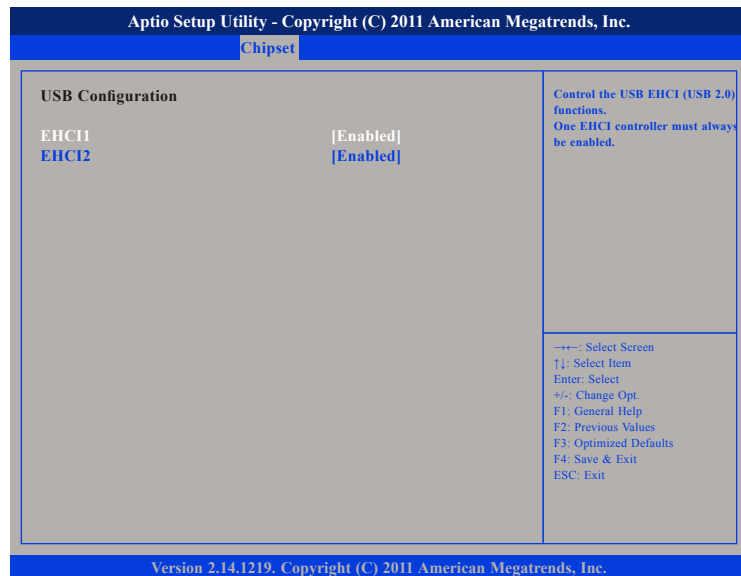 Aptio Setup Utility - Copyright (C) 2011 American Megatrends, Inc.
Chipset
USB Configuration
EHCI1 [Enabled]
EHCI2 [Enabled]
Control the USB EHCI (USB 2.0)
functions.
One EHCI controller must always
be enabled.
→←: Select Screen
↑↓: Select Item
Enter: Select
+/-: Change Opt.
F1: General Help
F2: Previous Values
F3: Optimized Defaults
F4: Save & Exit
ESC: Exit
Version 2.14.1219. Copyright (C) 2011 American Megatrends, Inc.